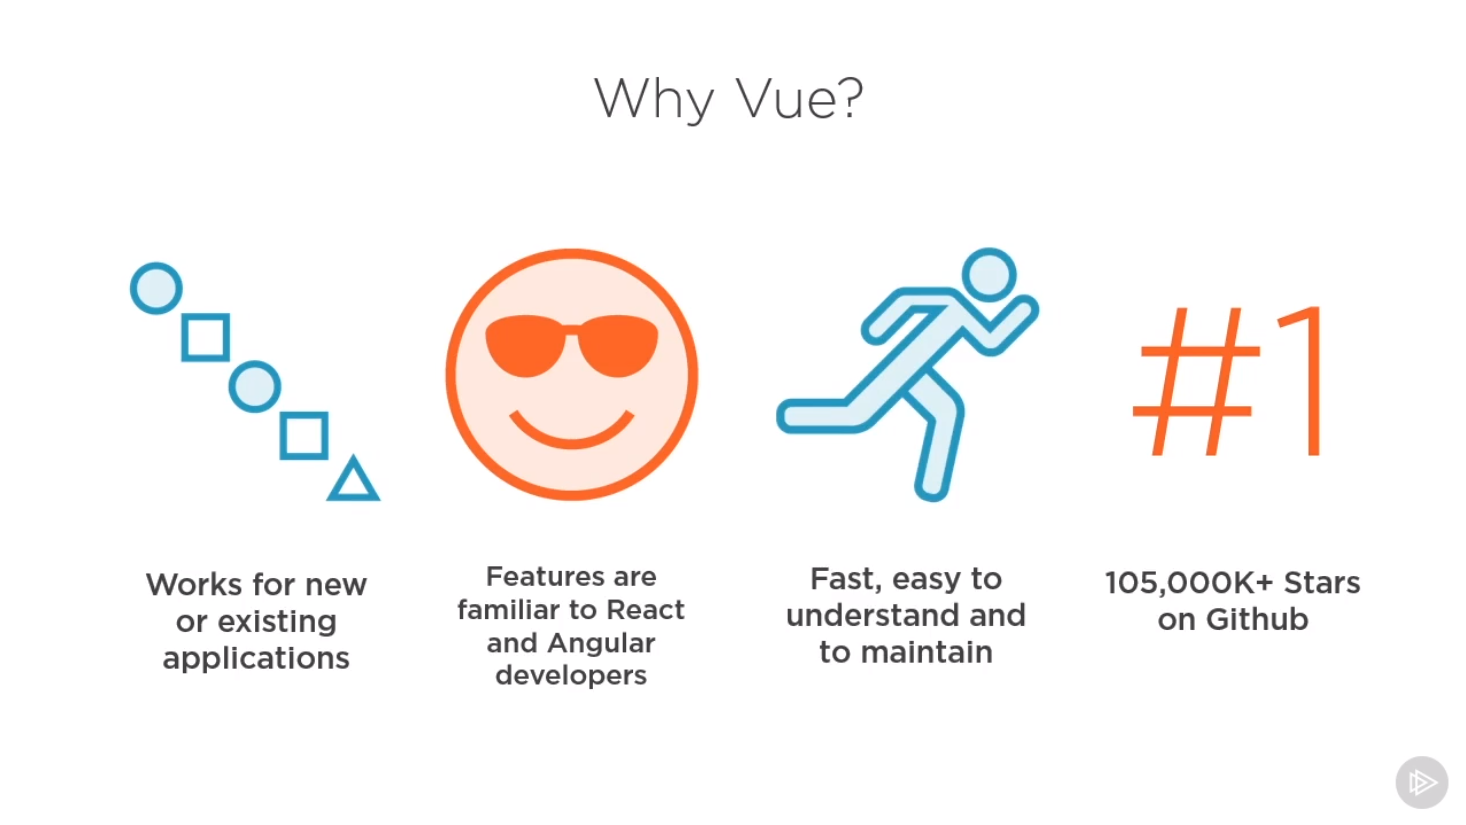 Why Vue?
#1
Works for new
or existing
applications
Features are
familiar to React
and Angular
developers
Fast, easy to
understand and
to maintain
105,000K+ Stars
on Github